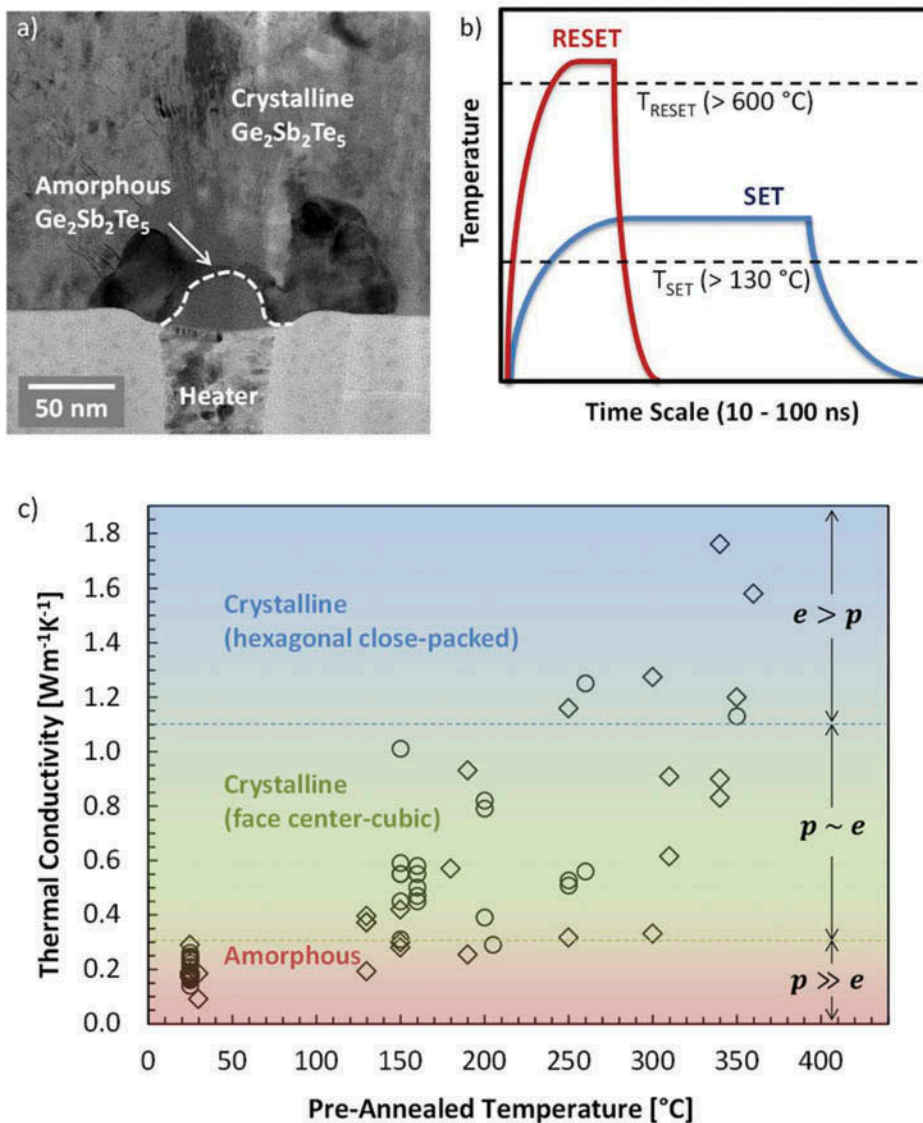 a)
Crystalline
Ge₂Sb₂Te₅
Amorphous
Ge₂Sb₂Te₅
Heater
50 nm
b)
RESET
T_RESET (> 600 °C)
SET
T_SET (> 130 °C)
Temperature
Time Scale (10 - 100 ns)
c)
Thermal Conductivity [Wm⁻¹K⁻¹]
1.8
1.6
1.4
1.2
1.0
0.8
0.6
0.4
0.2
0.0
Crystalline
(hexagonal close-packed)
Crystalline
(face center-cubic)
Amorphous
e > p
p ~ e
p ≫ e
0 50 100 150 200 250 300 350 400
Pre-Annealed Temperature [°C]